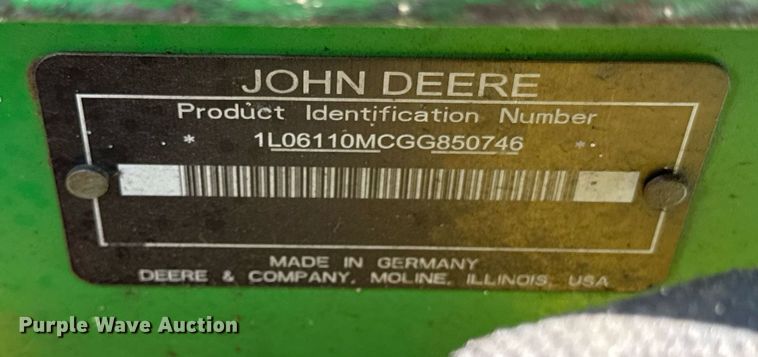 JOHN DEERE
Product Identification Number
* 1L06110MCGG850746 *
MADE IN GERMANY
DEERE & COMPANY, MOLINE, ILLINOIS, USA
Purple Wave Auction